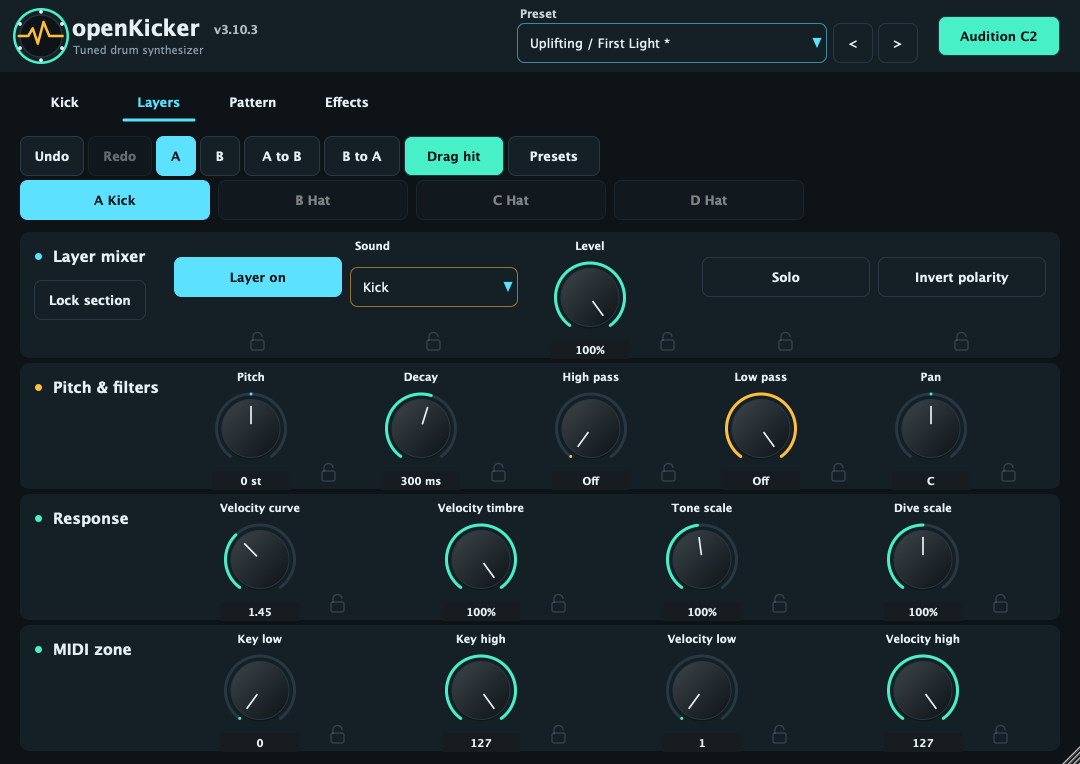 openKicker v3.10.3
Tuned drum synthesizer
Preset
Uplifting / First Light *
<
>
Audition C2
Kick Layers Pattern Effects
Undo Redo A B A to B B to A Drag hit Presets
A Kick B Hat C Hat D Hat
Layer mixer
Lock section
Layer on
Sound
Kick
Level
100%
Solo
Invert polarity
Pitch & filters
Pitch Decay High pass Low pass Pan
0 st 300 ms Off Off C
Response
Velocity curve Velocity timbre Tone scale Dive scale
1.45 100% 100% 100%
MIDI zone
Key low Key high Velocity low Velocity high
0 127 1 127